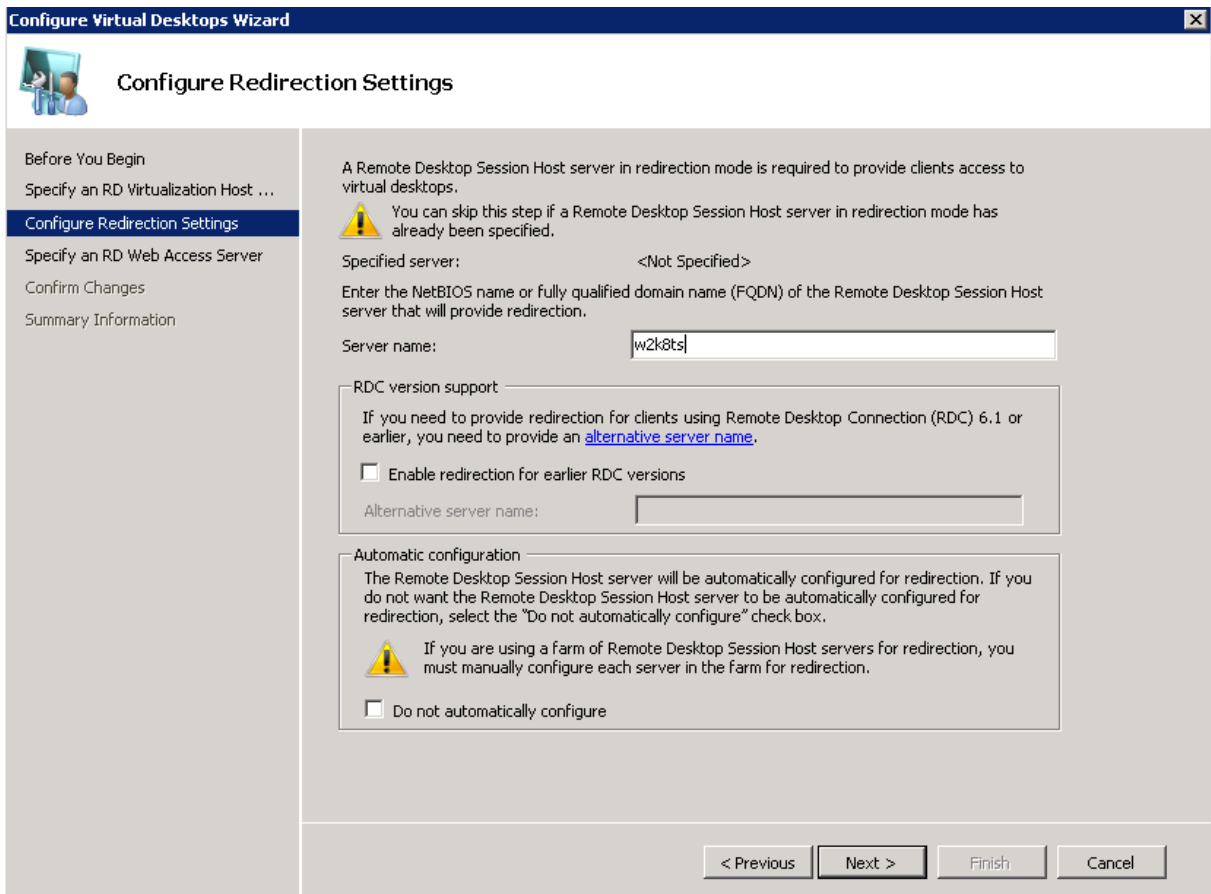 Configure Virtual Desktops Wizard
Configure Redirection Settings
Before You Begin
Specify an RD Virtualization Host ...
Configure Redirection Settings
Specify an RD Web Access Server
Confirm Changes
Summary Information
A Remote Desktop Session Host server in redirection mode is required to provide clients access to
virtual desktops.
You can skip this step if a Remote Desktop Session Host server in redirection mode has
already been specified.
Specified server: <Not Specified>
Enter the NetBIOS name or fully qualified domain name (FQDN) of the Remote Desktop Session Host
server that will provide redirection.
Server name: w2k8ts
RDC version support
If you need to provide redirection for clients using Remote Desktop Connection (RDC) 6.1 or
earlier, you need to provide an alternative server name.
Enable redirection for earlier RDC versions
Alternative server name:
Automatic configuration
The Remote Desktop Session Host server will be automatically configured for redirection. If you
do not want the Remote Desktop Session Host server to be automatically configured for
redirection, select the "Do not automatically configure" check box.
If you are using a farm of Remote Desktop Session Host servers for redirection, you
must manually configure each server in the farm for redirection.
Do not automatically configure
< Previous Next > Finish Cancel